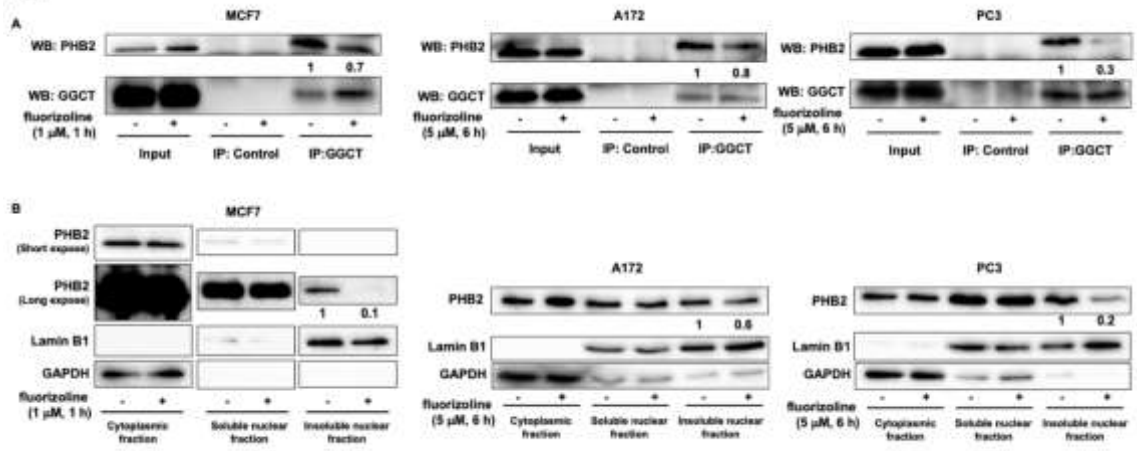 A
MCF7
A172
PC3
WB: PHB2
1 0.7
WB: GGCT
fluorizoline
(1 μM, 1 h)
- + - + - +
Input IP: Control IP:GGCT
WB: PHB2
1 0.8
WB: GGCT
fluorizoline
(5 μM, 6 h)
- + - + - +
Input IP: Control IP:GGCT
WB: PHB2
1 0.3
WB: GGCT
fluorizoline
(5 μM, 6 h)
- + - + - +
Input IP: Control IP:GGCT
B
MCF7
PHB2
(Short expose)
PHB2
(Long expose)
1 0.1
Lamin B1
GAPDH
fluorizoline
(1 μM, 1 h)
- + - + - +
Cytoplasmic fraction
Soluble nuclear fraction
Insoluble nuclear fraction
A172
PHB2
1 0.6
Lamin B1
GAPDH
fluorizoline
(5 μM, 6 h)
- + - + - +
Cytoplasmic fraction
Soluble nuclear fraction
Insoluble nuclear fraction
PC3
PHB2
1 0.2
Lamin B1
GAPDH
fluorizoline
(5 μM, 6 h)
- + - + - +
Cytoplasmic fraction
Soluble nuclear fraction
Insoluble nuclear fraction